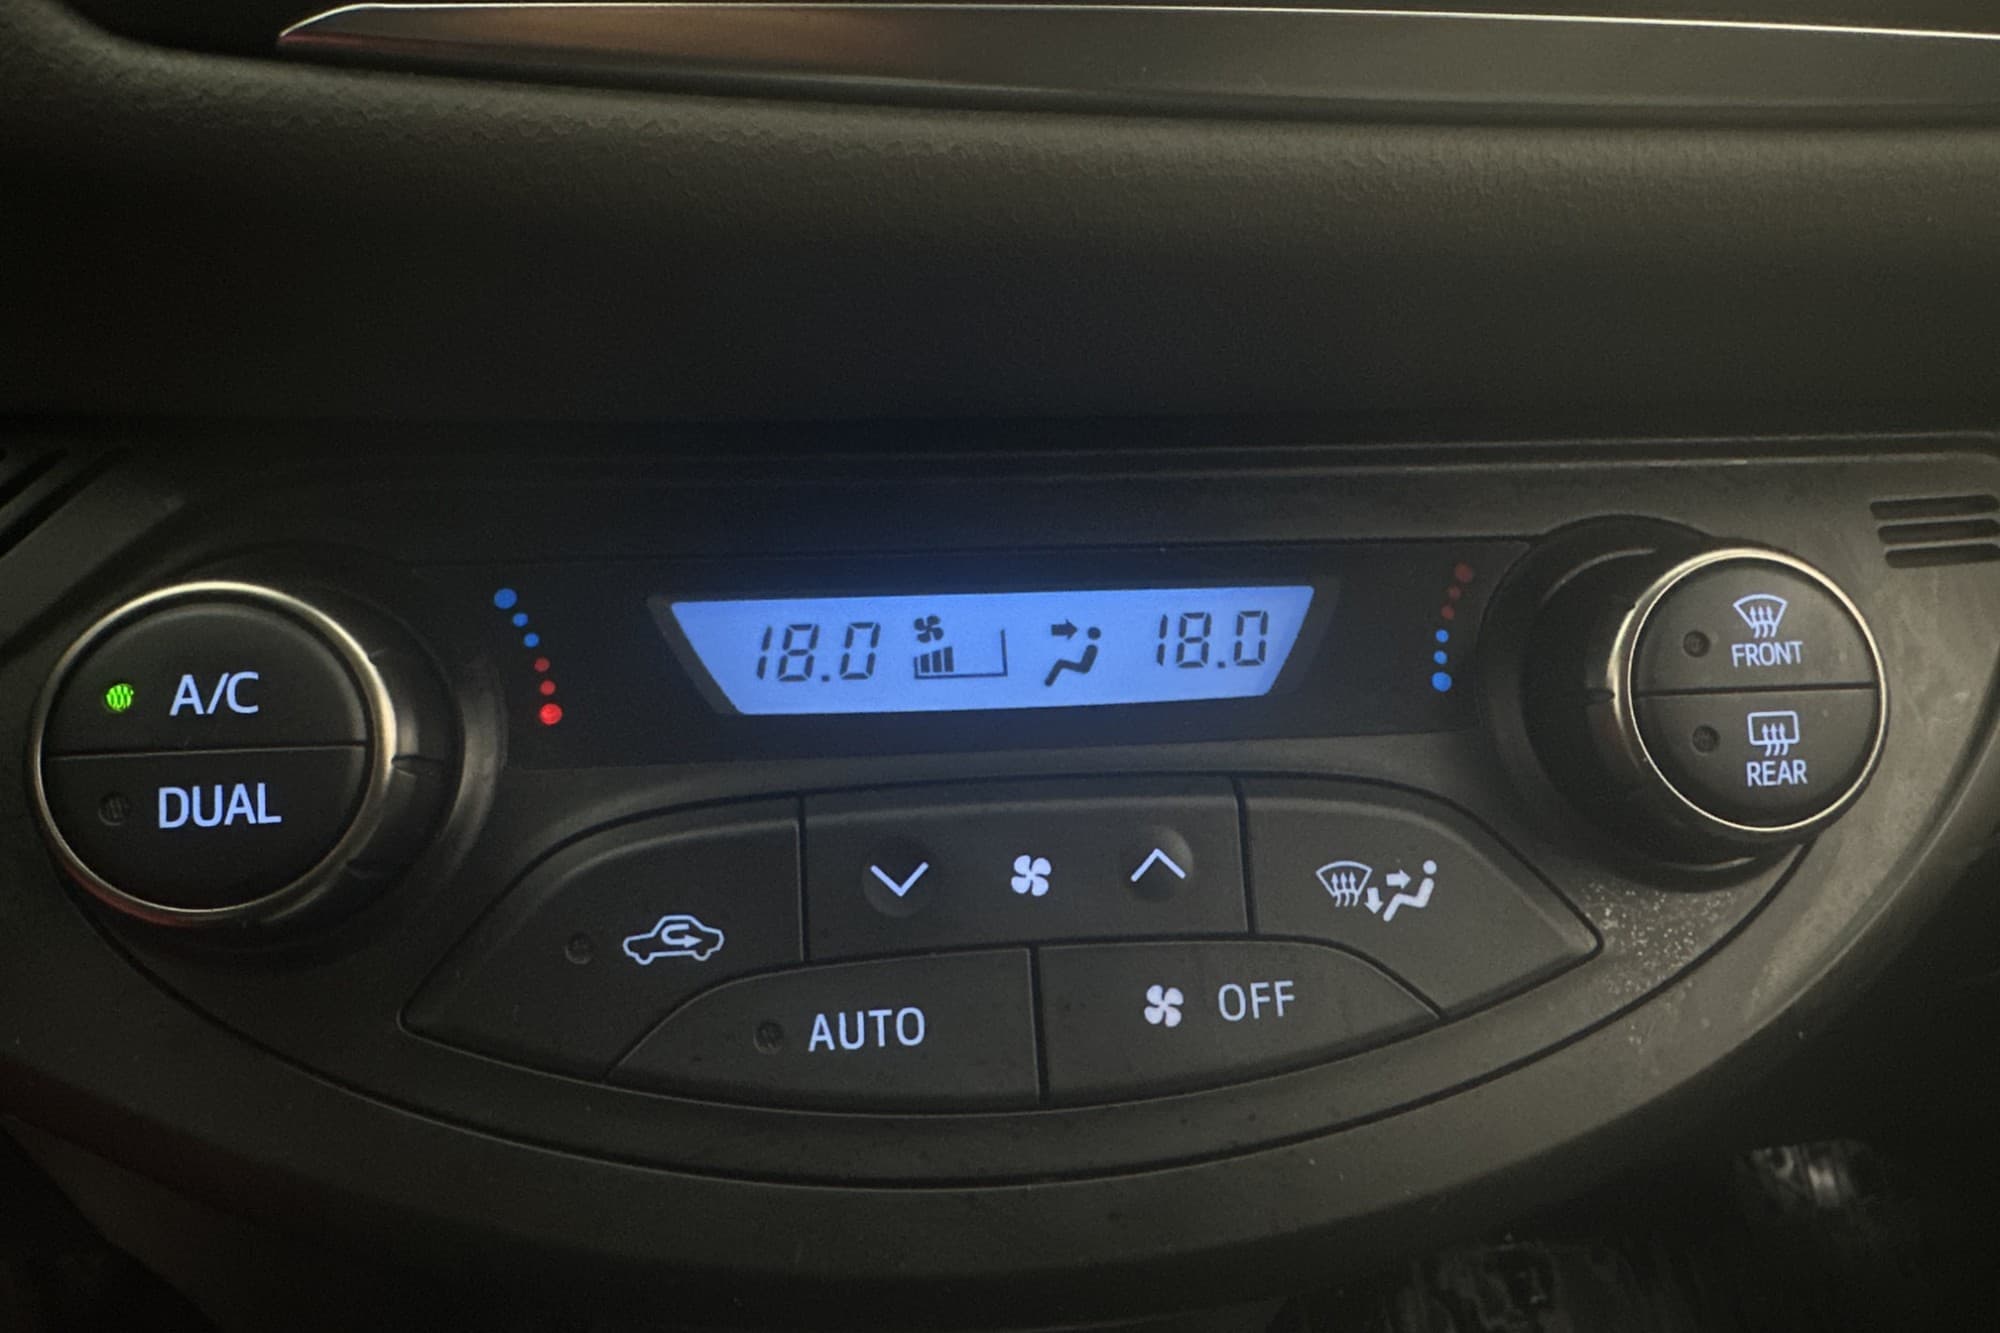 A/C
DUAL
18.0
18.0
FRONT
REAR
AUTO
OFF